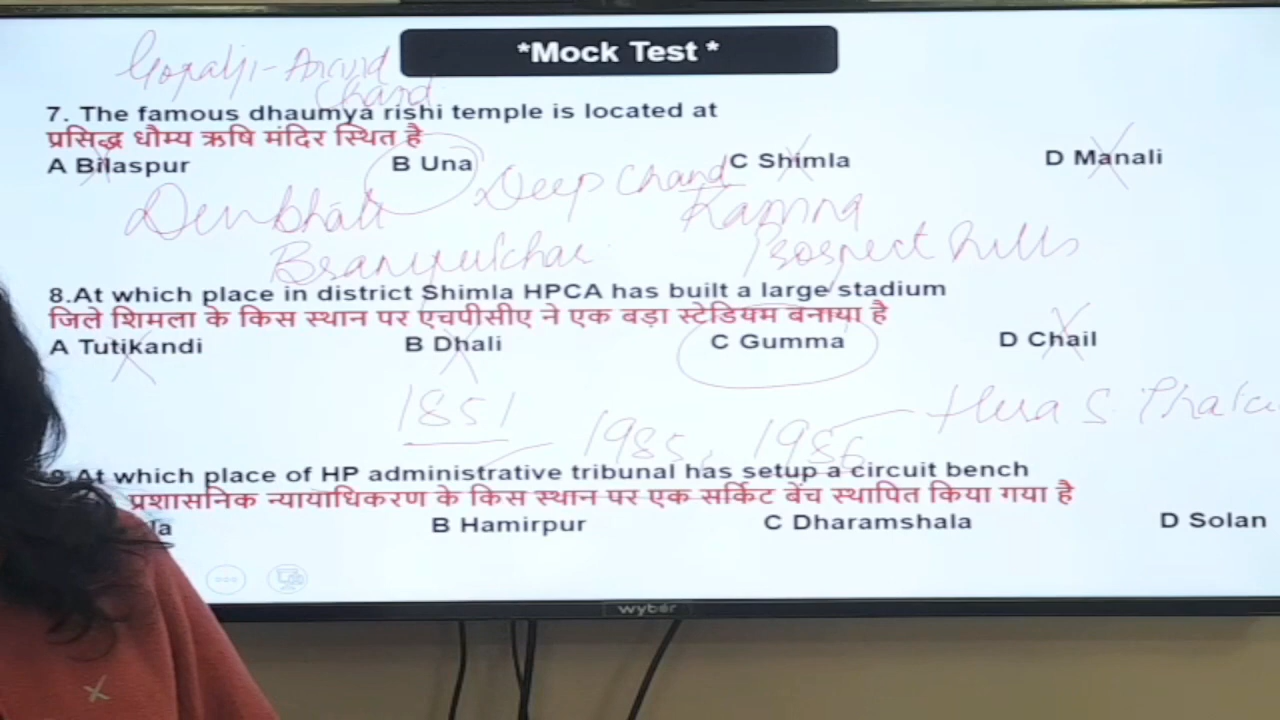 *Mock Test *
Gopalji - Anand
Chand
7. The famous dhaumya rishi temple is located at
प्रसिद्ध धौम्य ऋषि मंदिर स्थित है
A Bilaspur B Una C Shimla D Manali
Deep Chand
Kamna
Prospect hills
8.At which place in district Shimla HPCA has built a large stadium
जिले शिमला के किस स्थान पर एचपीसीए ने एक बड़ा स्टेडियम बनाया है
A Tutikandi B Dhali C Gumma D Chail
1851 1985, 1986
9.At which place of HP administrative tribunal has setup a circuit bench
प्रशासनिक न्यायाधिकरण के किस स्थान पर एक सर्किट बेंच स्थापित किया गया है
la B Hamirpur C Dharamshala D Solan
wybor